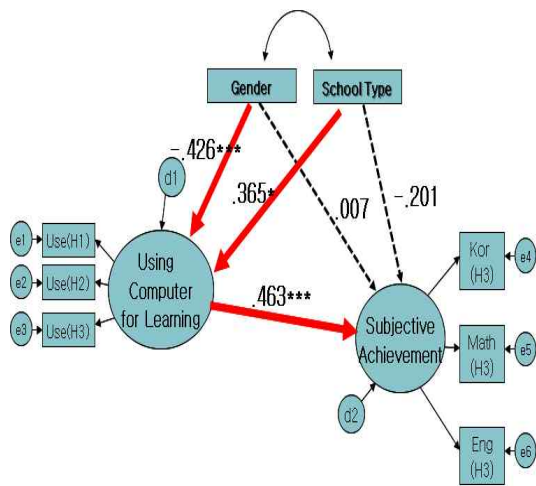 Gender
School Type
-.426***
.365*
.007
-.201
d1
e1
Use(H1)
e2
Use(H2)
e3
Use(H3)
Using
Computer
for Learning
.463***
Subjective
Achievement
d2
Kor
(H3)
e4
Math
(H3)
e5
Eng
(H3)
e6